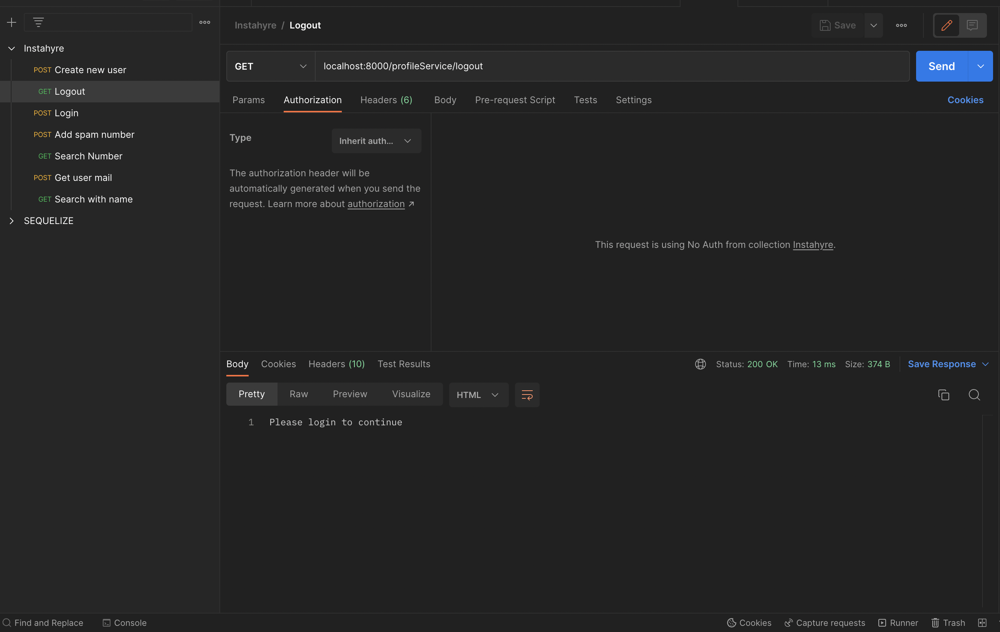 Instahyre
POST Create new user
GET Logout
POST Login
POST Add spam number
GET Search Number
POST Get user mail
GET Search with name
SEQUELIZE
Instahyre / Logout
Save
GET localhost:8000/profileService/logout
Send
Params Authorization Headers (6) Body Pre-request Script Tests Settings Cookies
Type Inherit auth...
The authorization header will be
automatically generated when you send the
request. Learn more about authorization ↗
This request is using No Auth from collection Instahyre.
Body Cookies Headers (10) Test Results Status: 200 OK Time: 13 ms Size: 374 B Save Response
Pretty Raw Preview Visualize HTML
1 Please login to continue
Find and Replace Console Cookies Capture requests Runner Trash